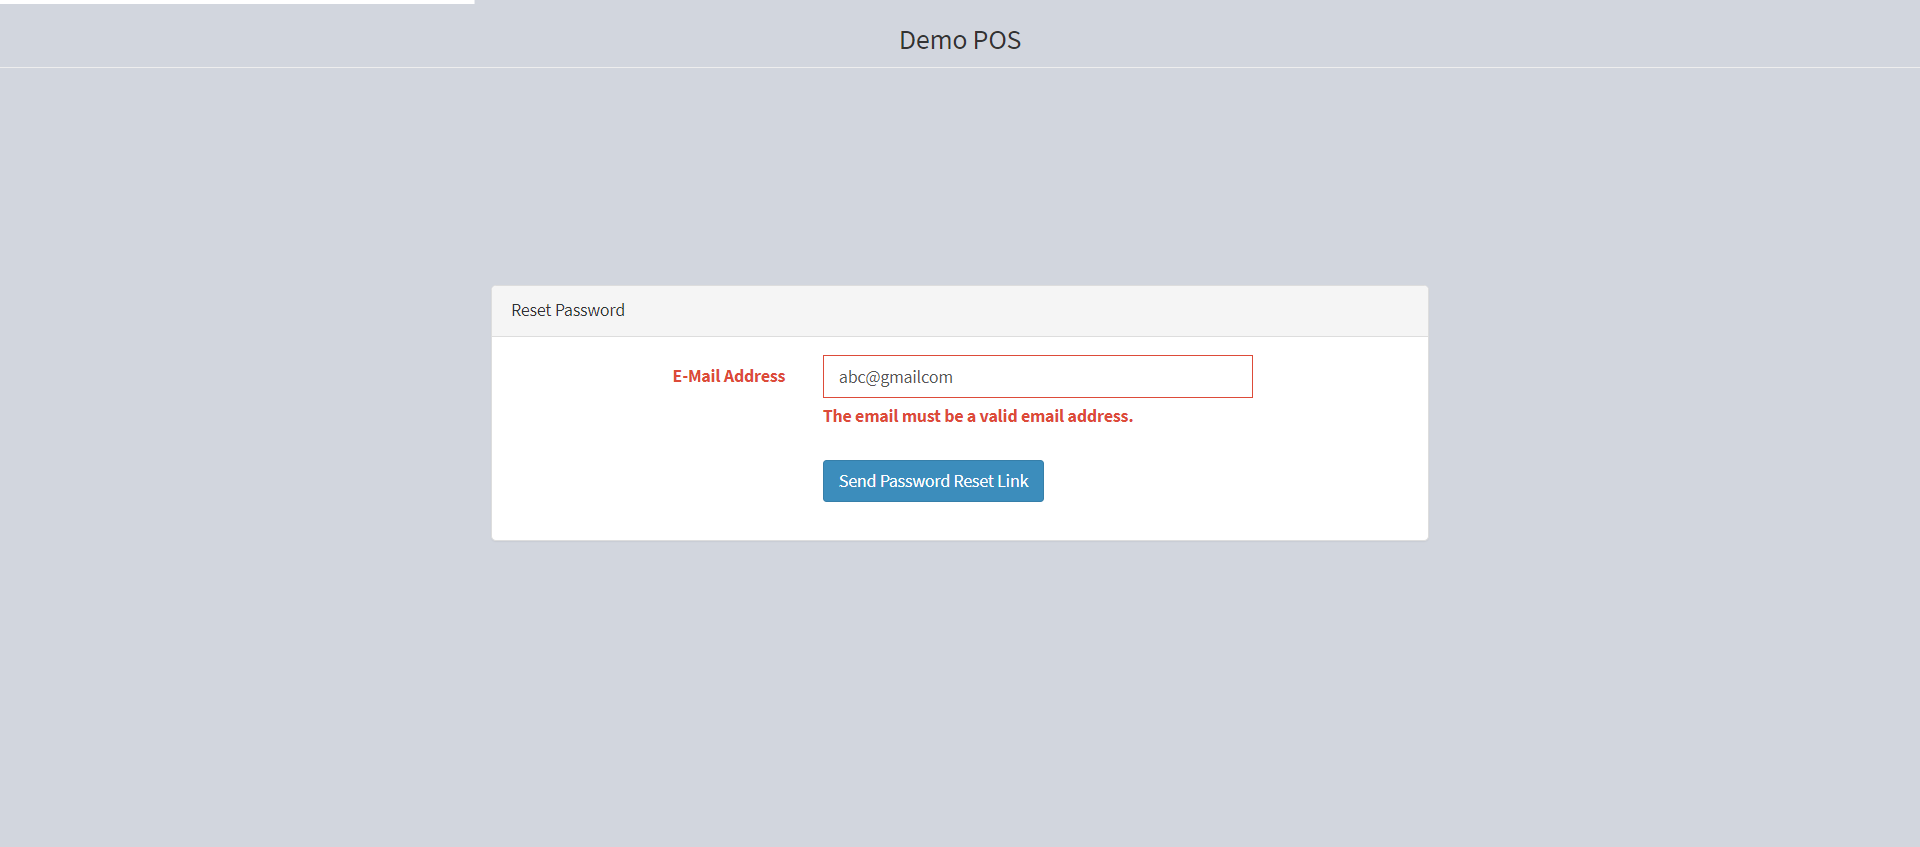 Demo POS
Reset Password
E-Mail Address
abc@gmailcom
The email must be a valid email address.
Send Password Reset Link